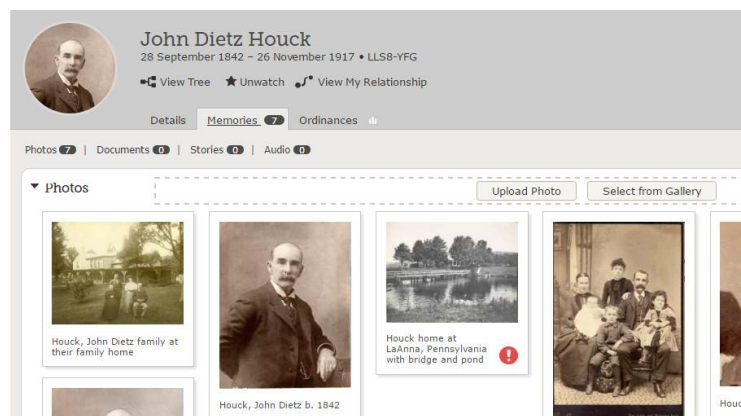 John Dietz Houck
28 September 1842 – 26 November 1917 • LLS8-YFG
View Tree Unwatch View My Relationship
Details Memories 7 Ordinances
Photos 7 | Documents 0 | Stories 0 | Audio 0
Photos Upload Photo Select from Gallery
Houck, John Dietz family at
their family home
Houck, John Dietz b. 1842
Houck home at
LaAnna, Pennsylvania
with bridge and pond
Houc